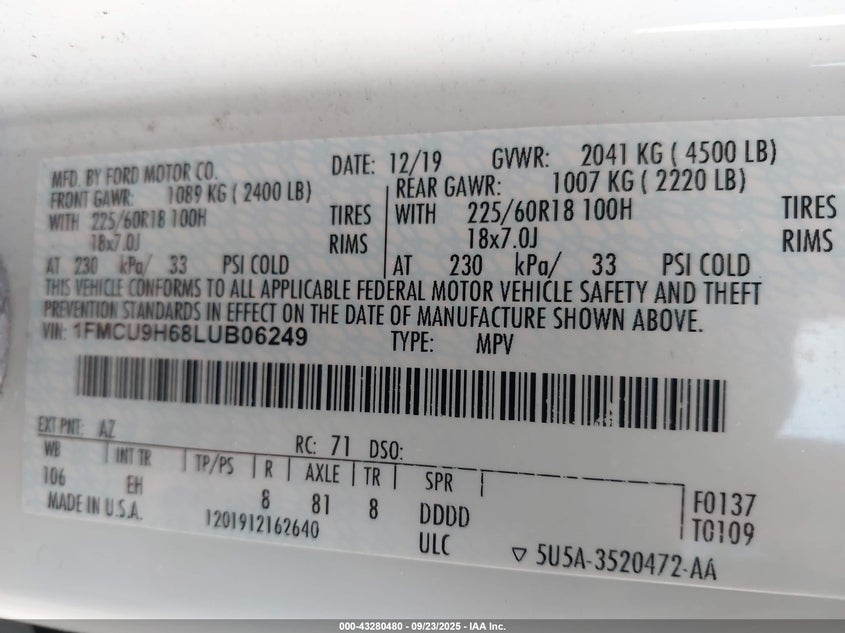 MFD. BY FORD MOTOR CO. DATE: 12/19 GVWR: 2041 KG ( 4500 LB)
FRONT GAWR: 1089 KG ( 2400 LB) REAR GAWR: 1007 KG ( 2220 LB)
WITH 225/60R18 100H TIRES WITH 225/60R18 100H TIRES
18x7.0J RIMS 18x7.0J RIMS
AT 230 kPa/ 33 PSI COLD AT 230 kPa/ 33 PSI COLD
THIS VEHICLE CONFORMS TO ALL APPLICABLE FEDERAL MOTOR VEHICLE SAFETY AND THEFT
PREVENTION STANDARDS IN EFFECT ON THE DATE OF MANUFACTURE SHOWN ABOVE.
VIN: 1FMCU9H68LUB06249 TYPE: MPV
EXT PNT: AZ RC: 71 DSO:
WB INT TR TP/PS R AXLE TR SPR
106 EH 8 81 8 DDDD F0137
MADE IN U.S.A. 1201912162640 ULC T0109
▽ 5U5A-3520472-AA
000-43280480 - 09/23/2025 - IAA Inc.